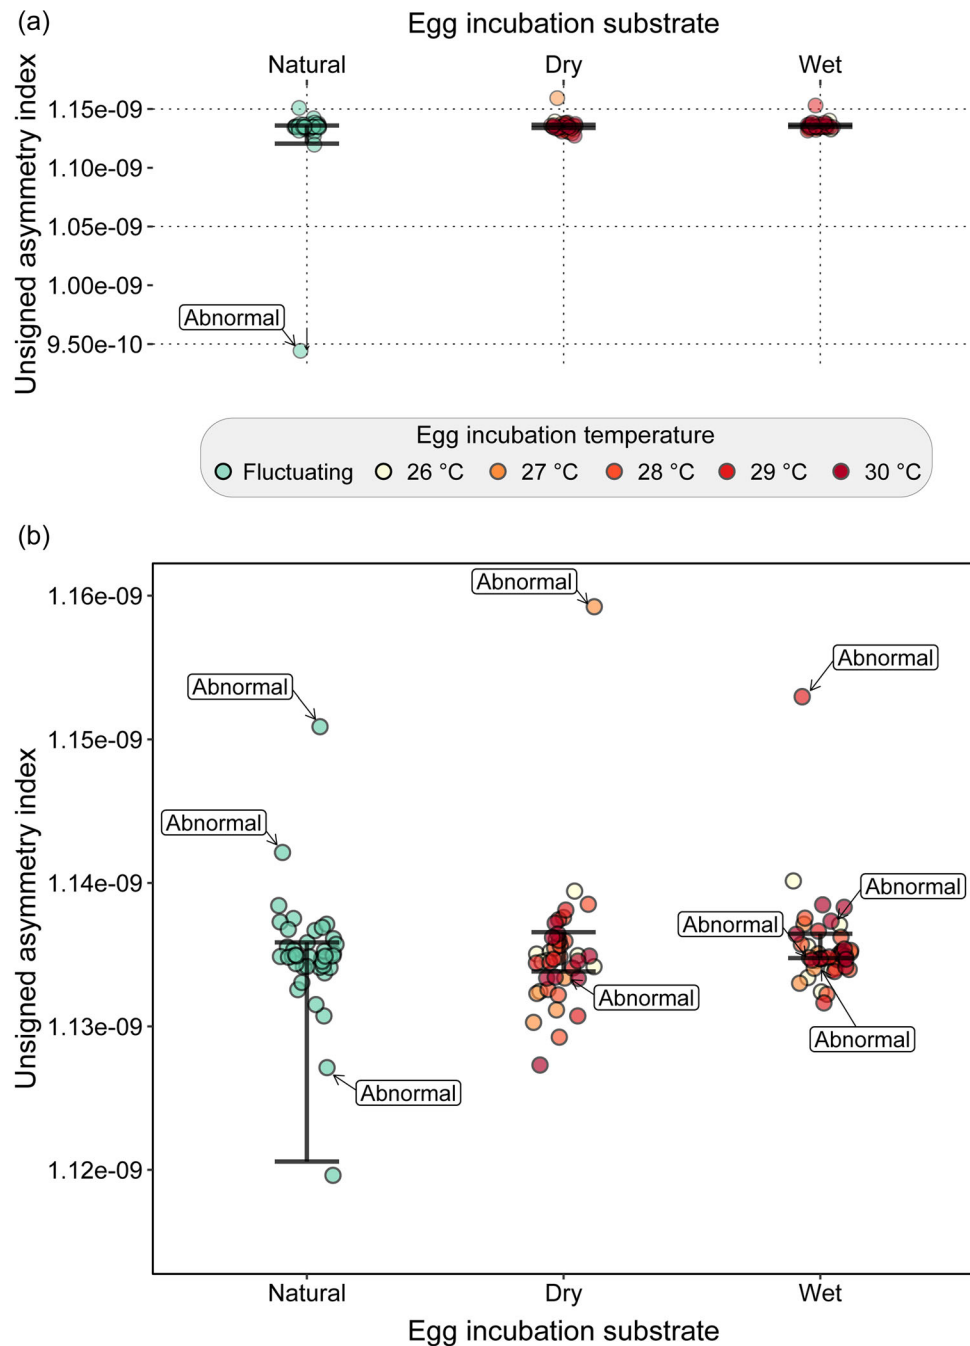 (a)
Egg incubation substrate
Natural Dry Wet
Unsigned asymmetry index
1.15e-09
1.10e-09
1.05e-09
1.00e-09
9.50e-10
Abnormal
Egg incubation temperature
Fluctuating 26 °C 27 °C 28 °C 29 °C 30 °C
(b)
Unsigned asymmetry index
1.16e-09
1.15e-09
1.14e-09
1.13e-09
1.12e-09
Abnormal
Abnormal
Abnormal
Abnormal
Abnormal
Abnormal
Abnormal
Abnormal
Abnormal
Natural Dry Wet
Egg incubation substrate